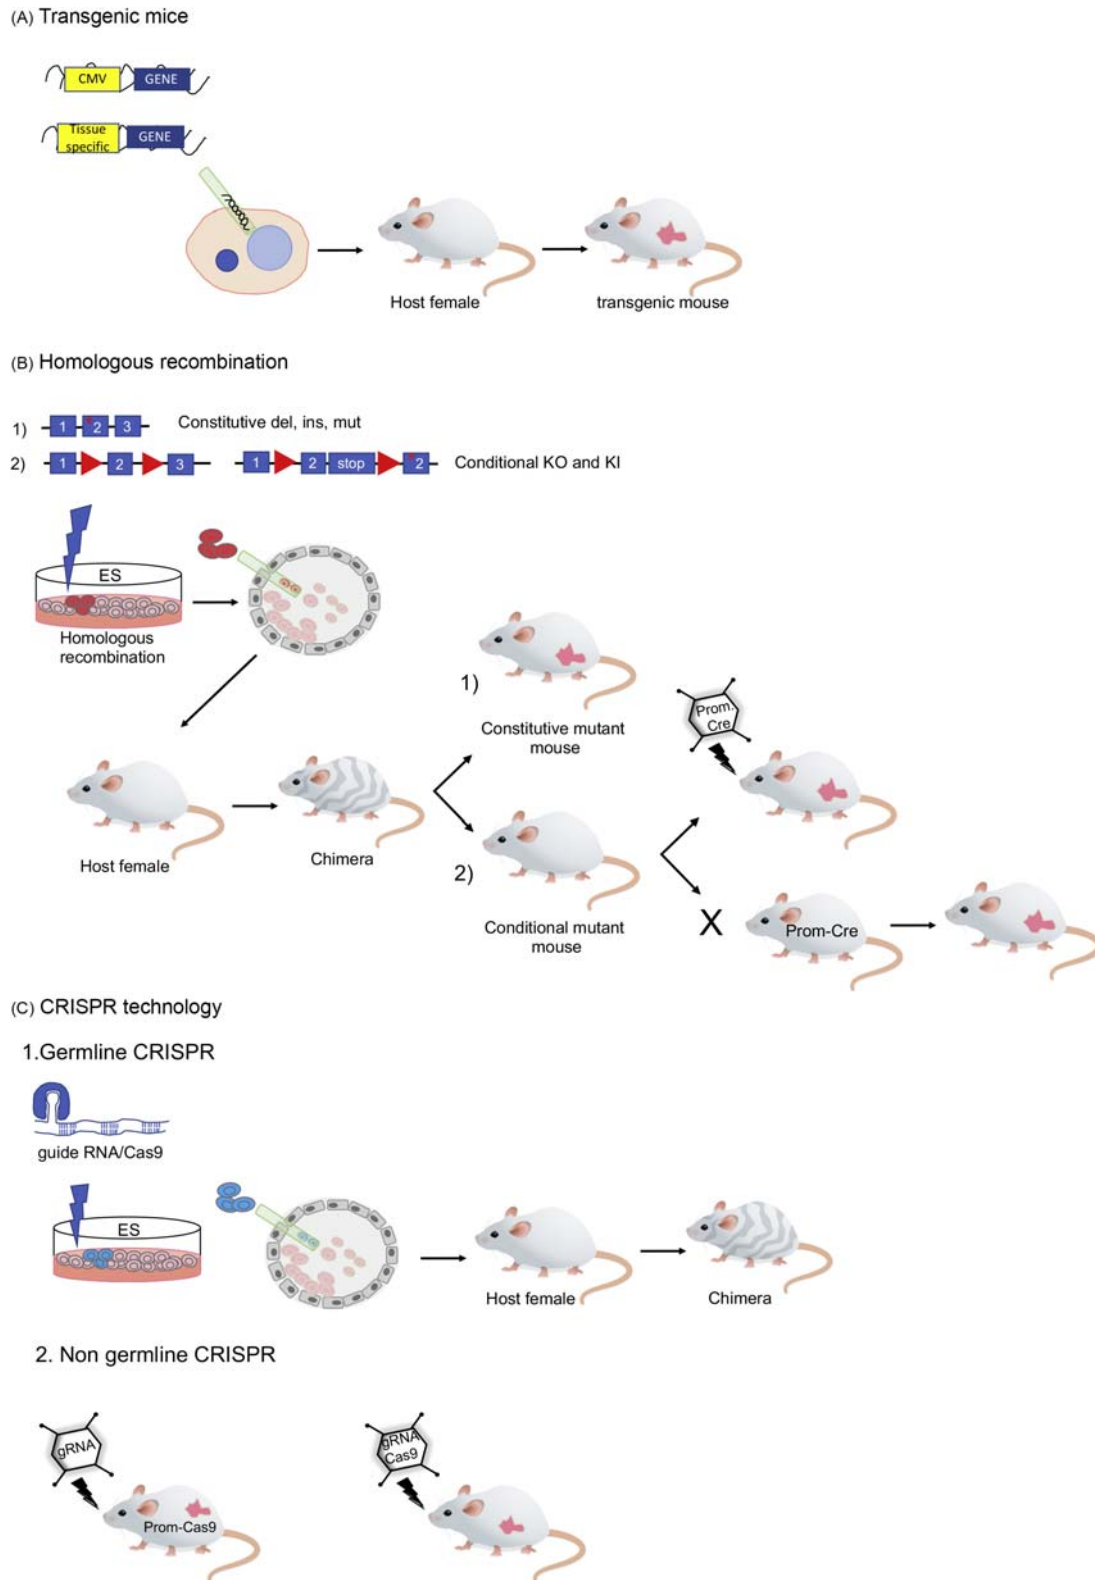 (A) Transgenic mice
CMV GENE
Tissue
specific
GENE
Host female
transgenic mouse
(B) Homologous recombination
1) 1 2 3 Constitutive del, ins, mut
2) 1 2 3 1 2 stop 2 Conditional KO and KI
ES
Homologous
recombination
1)
Constitutive mutant
mouse
Prom.
Cre
Host female
Chimera
2)
Conditional mutant
mouse
X
Prom-Cre
(C) CRISPR technology
1.Germline CRISPR
guide RNA/Cas9
ES
Host female
Chimera
2. Non germline CRISPR
gRNA
Prom-Cas9
gRNA
Cas9